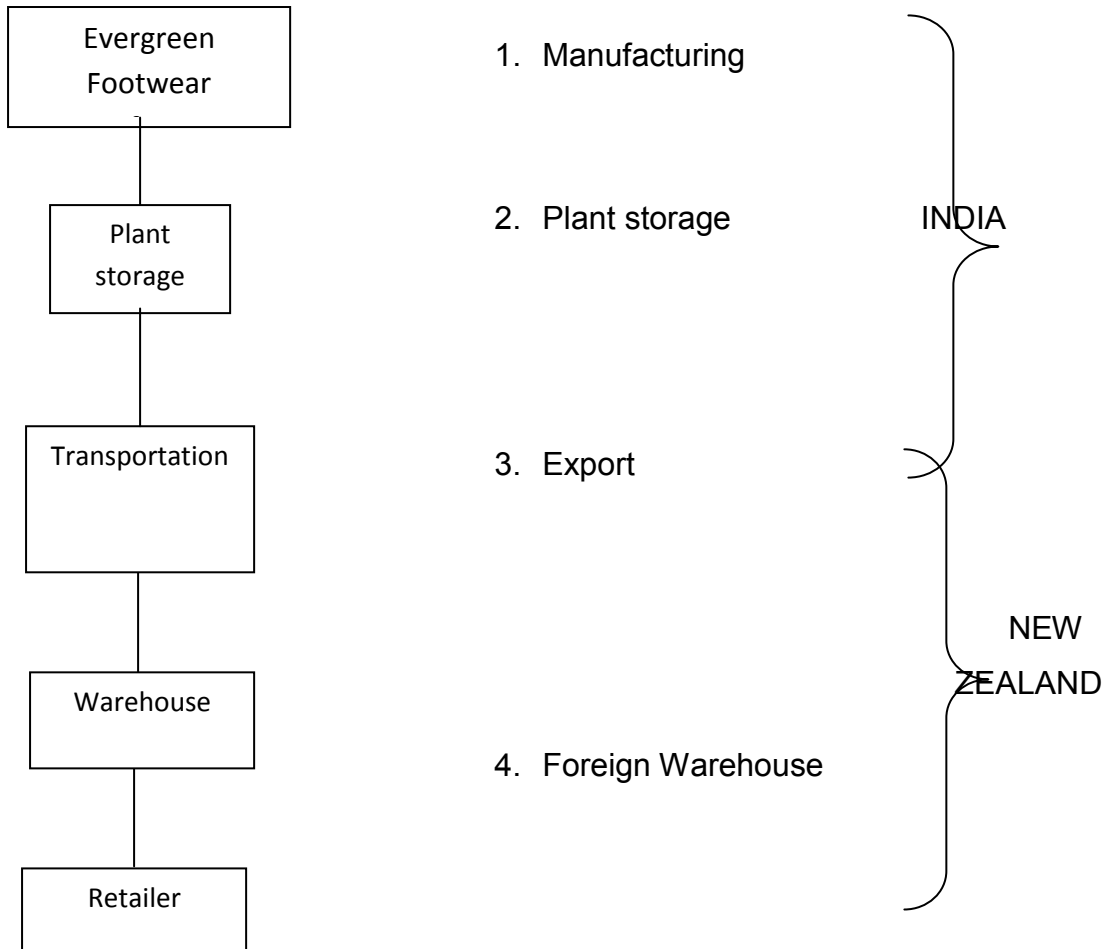 Evergreen
Footwear
1. Manufacturing
Plant
storage
2. Plant storage
INDIA
Transportation
3. Export
NEW
ZEALAND
Warehouse
4. Foreign Warehouse
Retailer